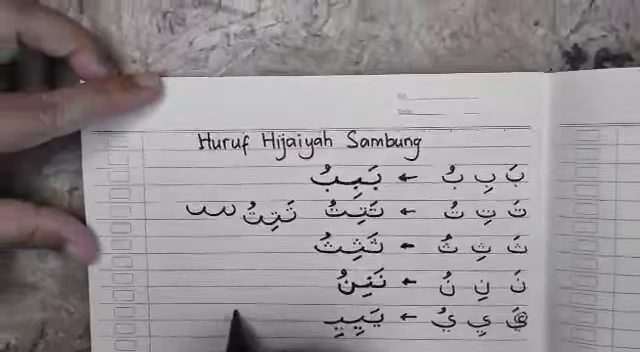 Huruf Hijaiyah Sambung
بَ بِ بُ ← بَبِبُ
تَ تِ تُ ← تَتِتُ تَتِتُ
ثَ ثِ ثُ ← ثَثِثُ
نَ نِ نُ ← نَنِنُ
يَ يِ يُ ← يَيِي